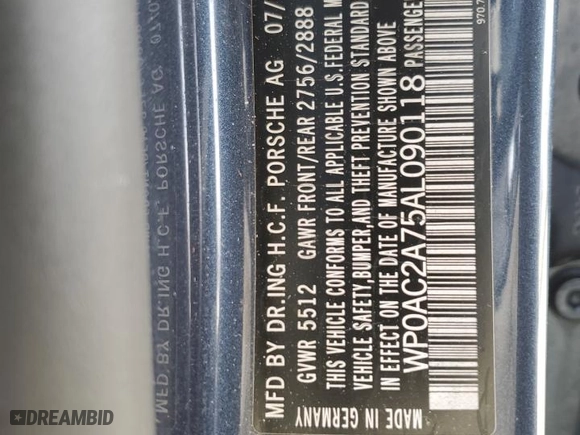 MFD BY DR.ING H.C.F. PORSCHE AG 07/
GVWR 5512 GAWR FRONT/REAR 2756/2888
THIS VEHICLE CONFORMS TO ALL APPLICABLE U.S.FEDERAL M
VEHICLE SAFETY,BUMPER,AND THEFT PREVENTION STANDARD
IN EFFECT ON THE DATE OF MANUFACTURE SHOWN ABOVE
WP0AC2A75AL090118 PASSENGE
MADE IN GERMANY
970.7
DREAMBID